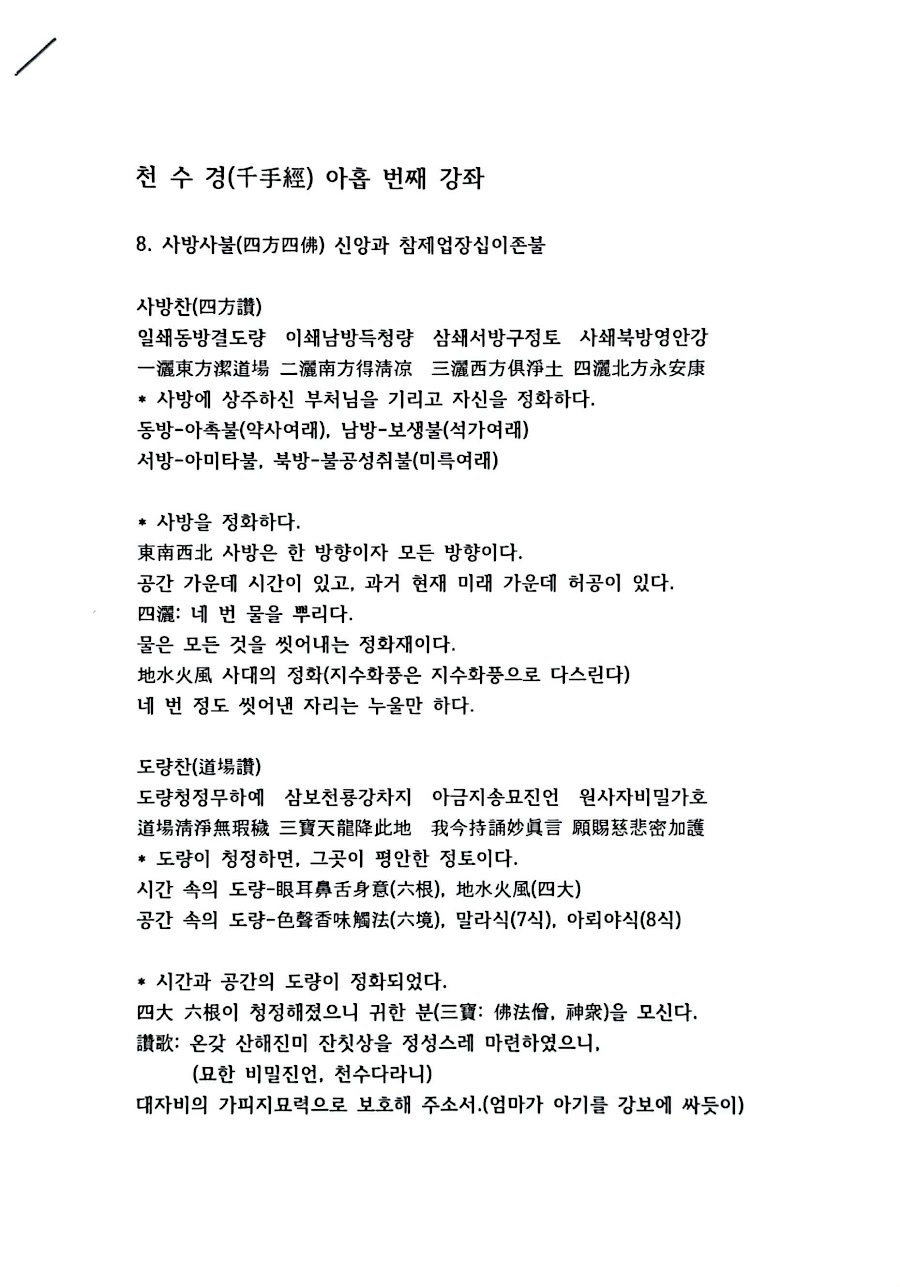 천 수 경(千手經) 아홉 번째 강좌
8. 사방사불(四方四佛) 신앙과 참제업장십이존불
사방찬(四方讚)
일쇄동방결도량 이쇄남방득청량 삼쇄서방구정토 사쇄북방영안강
一灑東方潔道場 二灑南方得淸凉 三灑西方俱淨土 四灑北方永安康
* 사방에 상주하신 부처님을 기리고 자신을 정화하다.
동방-아촉불(약사여래), 남방-보생불(석가여래)
서방-아미타불, 북방-불공성취불(미륵여래)
* 사방을 정화하다.
東南西北 사방은 한 방향이자 모든 방향이다.
공간 가운데 시간이 있고, 과거 현재 미래 가운데 허공이 있다.
四灑: 네 번 물을 뿌리다.
물은 모든 것을 씻어내는 정화재이다.
地水火風 사대의 정화(지수화풍은 지수화풍으로 다스린다)
네 번 정도 씻어낸 자리는 누울만 하다.
도량찬(道場讚)
도량청정무하예 삼보천룡강차지 아금지송묘진언 원사자비밀가호
道場淸淨無瑕穢 三寶天龍降此地 我今持誦妙眞言 願賜慈悲密加護
* 도량이 청정하면, 그곳이 평안한 정토이다.
시간 속의 도량-眼耳鼻舌身意(六根), 地水火風(四大)
공간 속의 도량-色聲香味觸法(六境), 말라식(7식), 아뢰야식(8식)
* 시간과 공간의 도량이 정화되었다.
四大 六根이 청정해졌으니 귀한 분(三寶: 佛法僧, 神衆)을 모신다.
讚歌: 온갖 산해진미 잔칫상을 정성스레 마련하였으니,
(묘한 비밀진언, 천수다라니)
대자비의 가피지묘력으로 보호해 주소서.(엄마가 아기를 강보에 싸듯이)